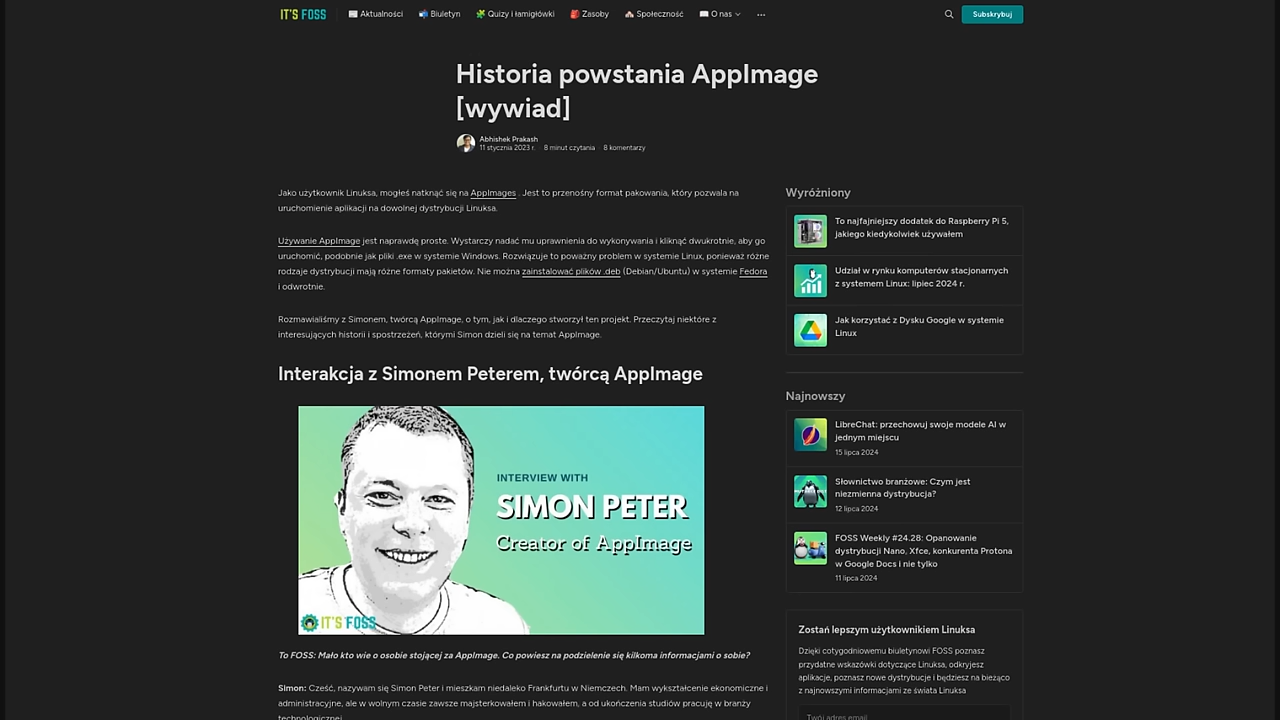 IT'S FOSS
📰 Aktualności
📬 Biuletyn
🧩 Quizy i łamigłówki
🎒 Zasoby
🏘️ Społeczność
📖 O nas
Subskrybuj
Historia powstania AppImage
[wywiad]
Abhishek Prakash
11 stycznia 2023 r. · 8 minut czytania · 8 komentarzy
Jako użytkownik Linuksa, mogłeś natknąć się na AppImages . Jest to przenośny format pakowania, który pozwala na
uruchomienie aplikacji na dowolnej dystrybucji Linuksa.
Używanie AppImage jest naprawdę proste. Wystarczy nadać mu uprawnienia do wykonywania i kliknąć dwukrotnie, aby go
uruchomić, podobnie jak pliki .exe w systemie Windows. Rozwiązuje to poważny problem w systemie Linux, ponieważ różne
rodzaje dystrybucji mają różne formaty pakietów. Nie można zainstalować plików .deb (Debian/Ubuntu) w systemie Fedora
i odwrotnie.
Rozmawialiśmy z Simonem, twórcą AppImage, o tym, jak i dlaczego stworzył ten projekt. Przeczytaj niektóre z
interesujących historii i spostrzeżeń, którymi Simon dzieli się na temat AppImage.
Interakcja z Simonem Peterem, twórcą AppImage
INTERVIEW WITH
SIMON PETER
Creator of AppImage
IT'S FOSS
To FOSS: Mało kto wie o osobie stojącej za AppImage. Co powiesz na podzielenie się kilkoma informacjami o sobie?
Simon: Cześć, nazywam się Simon Peter i mieszkam niedaleko Frankfurtu w Niemczech. Mam wykształcenie ekonomiczne i
administracyjne, ale w wolnym czasie zawsze majsterkowałem i hakowałem, a od ukończenia studiów pracuję w branży
technologicznej.
Wyróżniony
To najfajniejszy dodatek do Raspberry Pi 5,
jakiego kiedykolwiek używałem
Udział w rynku komputerów stacjonarnych
z systemem Linux: lipiec 2024 r.
Jak korzystać z Dysku Google w systemie
Linux
Najnowszy
LibreChat: przechowuj swoje modele AI w
jednym miejscu
15 lipca 2024
Słownictwo branżowe: Czym jest
niezmienna dystrybucja?
12 lipca 2024
FOSS Weekly #24.28: Opanowanie
dystrybucji Nano, Xfce, konkurenta Protona
w Google Docs i nie tylko
11 lipca 2024
Zostań lepszym użytkownikiem Linuksa
Dzięki cotygodniowemu biuletynowi FOSS poznasz
przydatne wskazówki dotyczące Linuksa, odkryjesz
aplikacje, poznasz nowe dystrybucje i będziesz na bieżąco
z najnowszymi informacjami ze świata Linuksa
Twój adres email